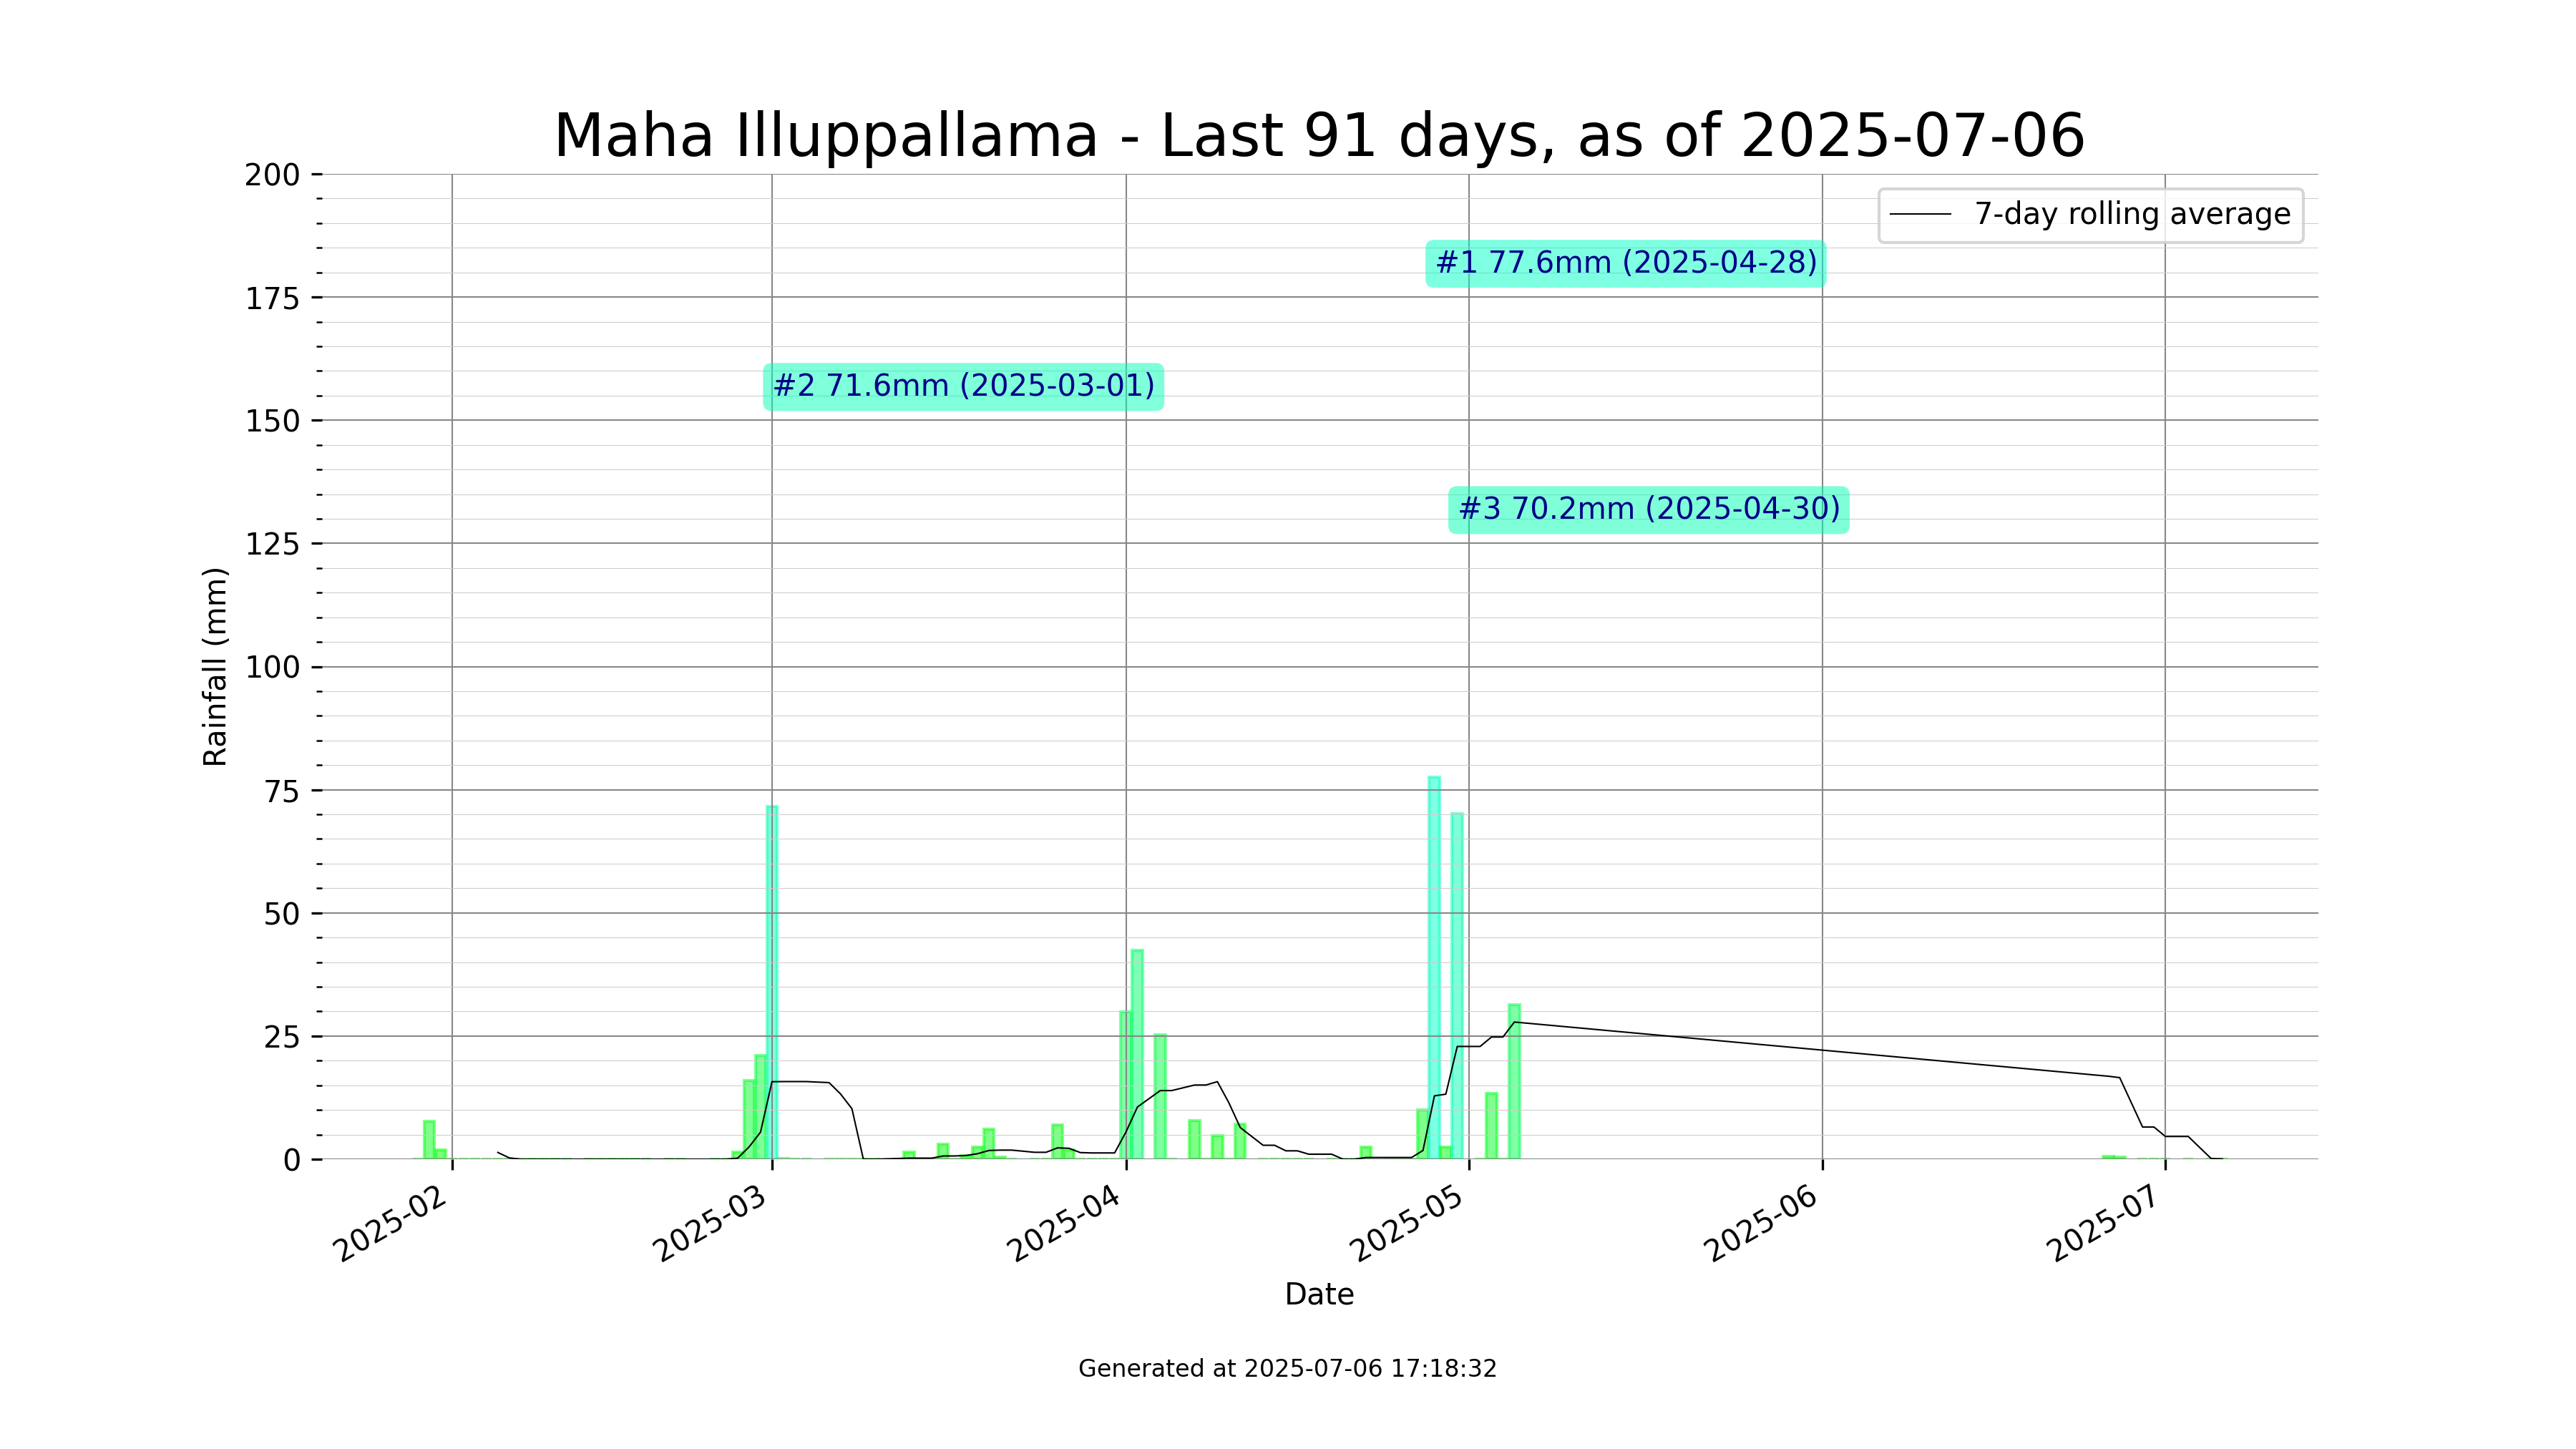 Maha Illuppallama - Last 91 days, as of 2025-07-06
7-day rolling average
#1 77.6mm (2025-04-28)
#2 71.6mm (2025-03-01)
#3 70.2mm (2025-04-30)
Rainfall (mm)
200
175
150
125
100
75
50
25
0
2025-02
2025-03
2025-04
2025-05
2025-06
2025-07
Date
Generated at 2025-07-06 17:18:32